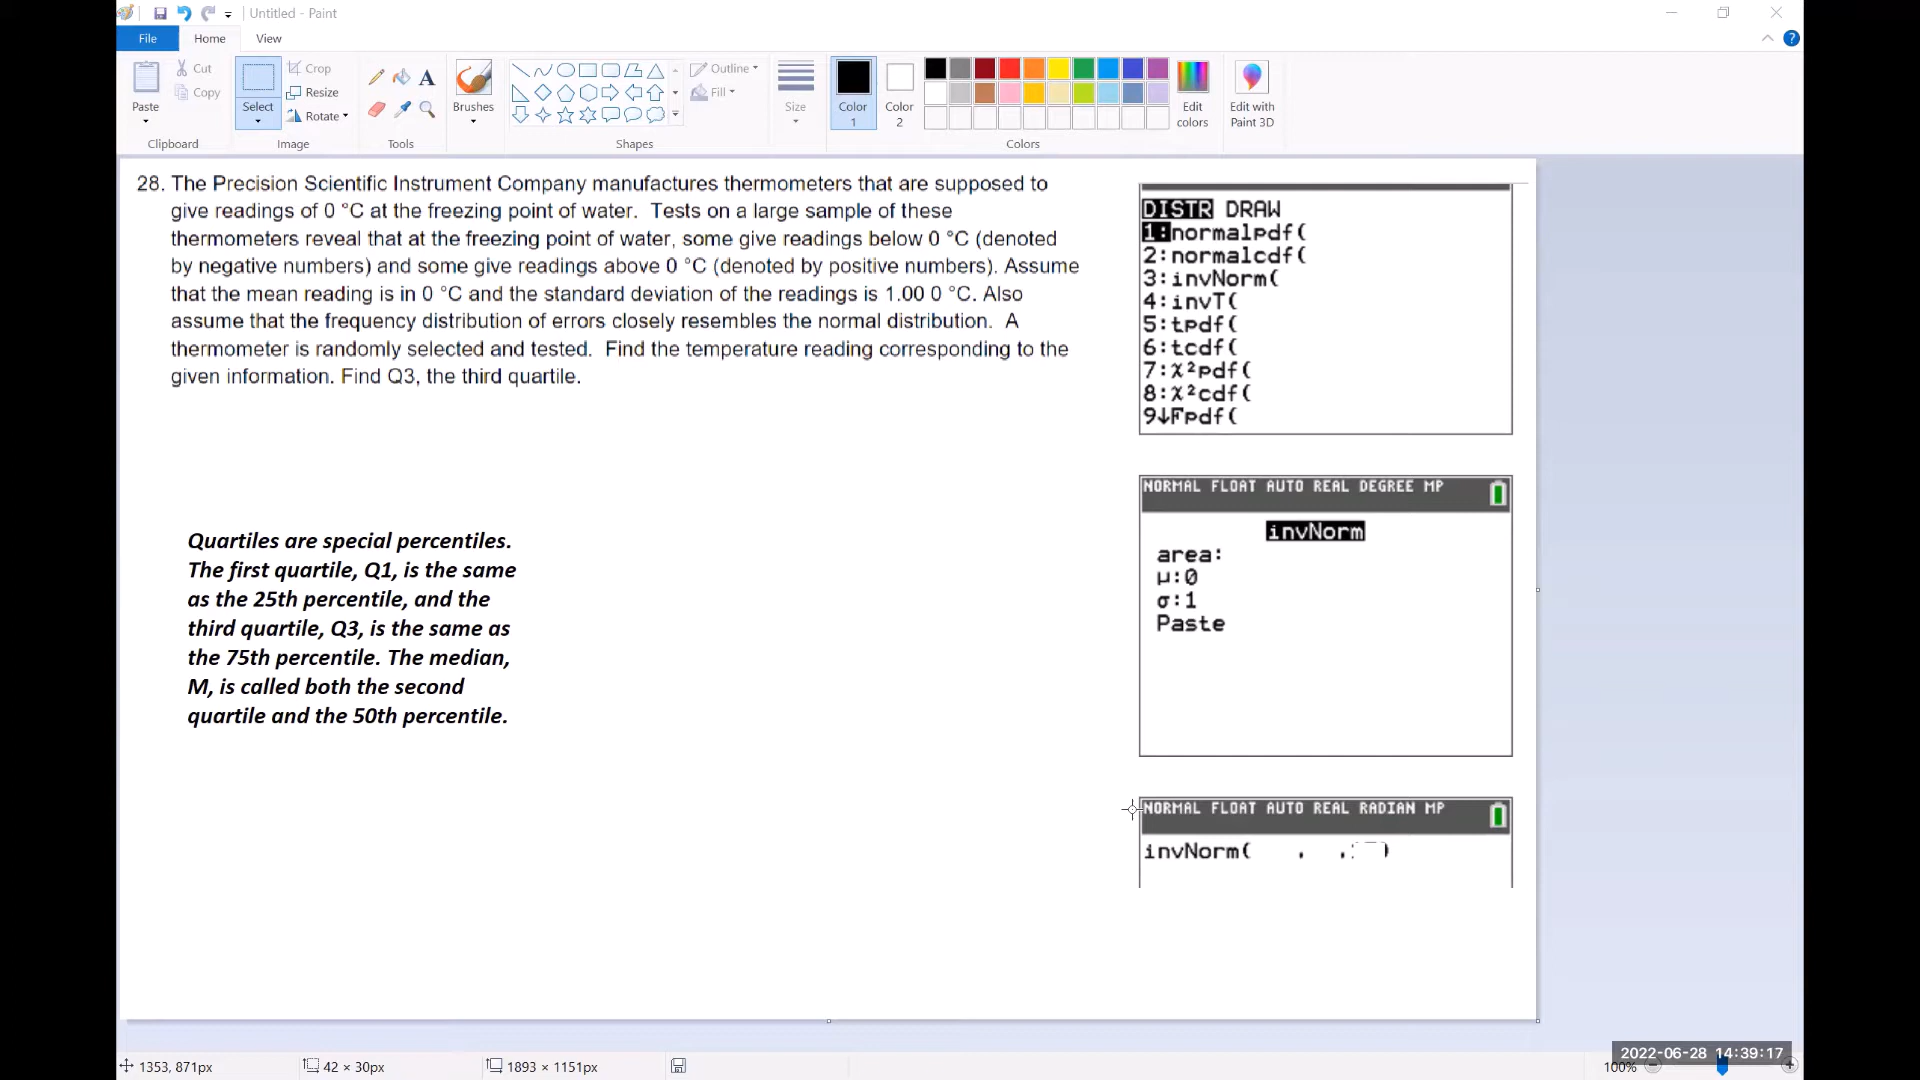 Untitled - Paint
File
Home
View
Paste
Cut
Copy
Clipboard
Select
Crop
Resize
Rotate
Image
Tools
Brushes
Shapes
Outline
Fill
Size
Color 1
Color 2
Edit colors
Edit with Paint 3D
Colors
28. The Precision Scientific Instrument Company manufactures thermometers that are supposed to
give readings of 0 °C at the freezing point of water. Tests on a large sample of these
thermometers reveal that at the freezing point of water, some give readings below 0 °C (denoted
by negative numbers) and some give readings above 0 °C (denoted by positive numbers). Assume
that the mean reading is in 0 °C and the standard deviation of the readings is 1.00 0 °C. Also
assume that the frequency distribution of errors closely resembles the normal distribution. A
thermometer is randomly selected and tested. Find the temperature reading corresponding to the
given information. Find Q3, the third quartile.
Quartiles are special percentiles.
The first quartile, Q1, is the same
as the 25th percentile, and the
third quartile, Q3, is the same as
the 75th percentile. The median,
M, is called both the second
quartile and the 50th percentile.
DISTR DRAW
1:normalpdf(
2:normalcdf(
3:invNorm(
4:invT(
5:tpdf(
6:tcdf(
7:χ²pdf(
8:χ²cdf(
9↓Fpdf(
NORMAL FLOAT AUTO REAL DEGREE MP
invNorm
area:
μ:0
σ:1
Paste
NORMAL FLOAT AUTO REAL RADIAN MP
invNorm( , , )
1353, 871px
42 × 30px
1893 × 1151px
100%
2022-06-28 14:39:17